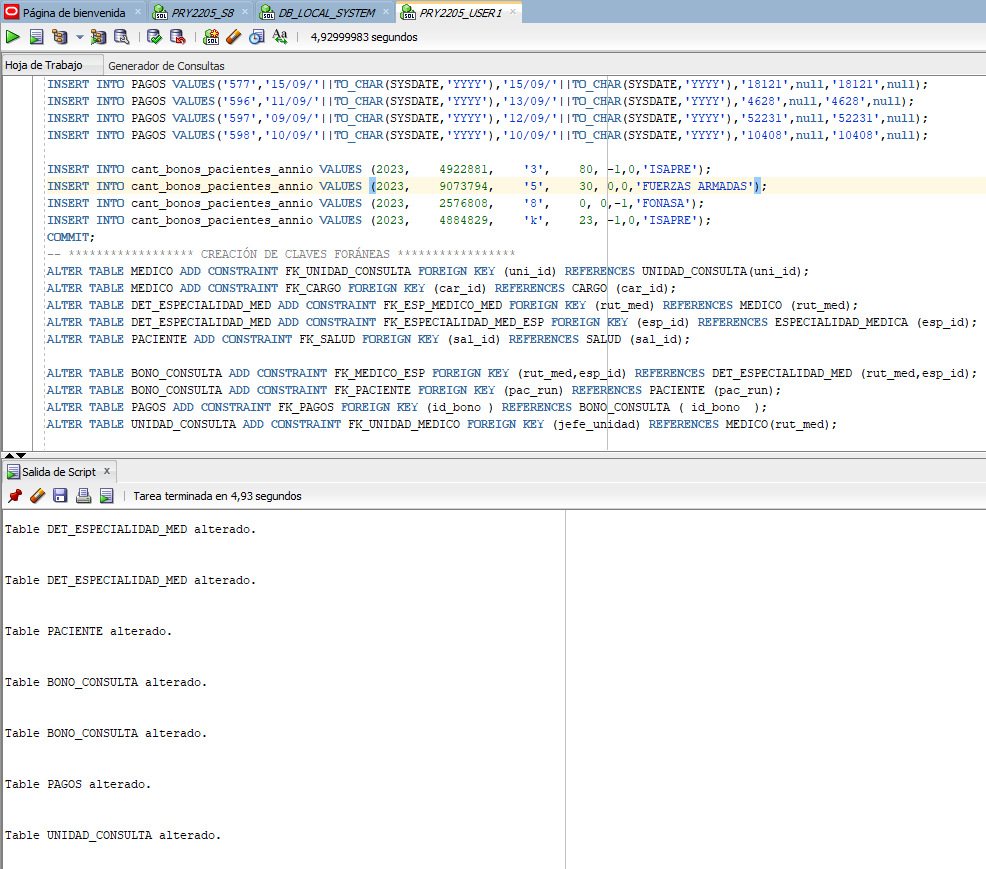 Página de bienvenida
PRY2205_S8
DB_LOCAL_SYSTEM
PRY2205_USER1
4,92999983 segundos
Hoja de Trabajo
Generador de Consultas
INSERT INTO PAGOS VALUES('577','15/09/'||TO_CHAR(SYSDATE,'YYYY'),'15/09/'||TO_CHAR(SYSDATE,'YYYY'),'18121',null,'18121',null);
INSERT INTO PAGOS VALUES('596','11/09/'||TO_CHAR(SYSDATE,'YYYY'),'13/09/'||TO_CHAR(SYSDATE,'YYYY'),'4628',null,'4628',null);
INSERT INTO PAGOS VALUES('597','09/09/'||TO_CHAR(SYSDATE,'YYYY'),'12/09/'||TO_CHAR(SYSDATE,'YYYY'),'52231',null,'52231',null);
INSERT INTO PAGOS VALUES('598','10/09/'||TO_CHAR(SYSDATE,'YYYY'),'10/09/'||TO_CHAR(SYSDATE,'YYYY'),'10408',null,'10408',null);
INSERT INTO cant_bonos_pacientes_annio VALUES (2023, 4922881, '3', 80, -1,0,'ISAPRE');
INSERT INTO cant_bonos_pacientes_annio VALUES (2023, 9073794, '5', 30, 0,0,'FUERZAS ARMADAS');
INSERT INTO cant_bonos_pacientes_annio VALUES (2023, 2576808, '8', 0, 0,-1,'FONASA');
INSERT INTO cant_bonos_pacientes_annio VALUES (2023, 4884829, 'k', 23, -1,0,'ISAPRE');
COMMIT;
-- ****************** CREACIÓN DE CLAVES FORÁNEAS *****************
ALTER TABLE MEDICO ADD CONSTRAINT FK_UNIDAD_CONSULTA FOREIGN KEY (uni_id) REFERENCES UNIDAD_CONSULTA(uni_id);
ALTER TABLE MEDICO ADD CONSTRAINT FK_CARGO FOREIGN KEY (car_id) REFERENCES CARGO (car_id);
ALTER TABLE DET_ESPECIALIDAD_MED ADD CONSTRAINT FK_ESP_MEDICO_MED FOREIGN KEY (rut_med) REFERENCES MEDICO (rut_med);
ALTER TABLE DET_ESPECIALIDAD_MED ADD CONSTRAINT FK_ESPECIALIDAD_MED_ESP FOREIGN KEY (esp_id) REFERENCES ESPECIALIDAD_MEDICA (esp_id);
ALTER TABLE PACIENTE ADD CONSTRAINT FK_SALUD FOREIGN KEY (sal_id) REFERENCES SALUD (sal_id);
ALTER TABLE BONO_CONSULTA ADD CONSTRAINT FK_MEDICO_ESP FOREIGN KEY (rut_med,esp_id) REFERENCES DET_ESPECIALIDAD_MED (rut_med,esp_id);
ALTER TABLE BONO_CONSULTA ADD CONSTRAINT FK_PACIENTE FOREIGN KEY (pac_run) REFERENCES PACIENTE (pac_run);
ALTER TABLE PAGOS ADD CONSTRAINT FK_PAGOS FOREIGN KEY (id_bono ) REFERENCES BONO_CONSULTA ( id_bono  );
ALTER TABLE UNIDAD_CONSULTA ADD CONSTRAINT FK_UNIDAD_MEDICO FOREIGN KEY (jefe_unidad) REFERENCES MEDICO(rut_med);
Salida de Script
Tarea terminada en 4,93 segundos
Table DET_ESPECIALIDAD_MED alterado.
Table DET_ESPECIALIDAD_MED alterado.
Table PACIENTE alterado.
Table BONO_CONSULTA alterado.
Table BONO_CONSULTA alterado.
Table PAGOS alterado.
Table UNIDAD_CONSULTA alterado.